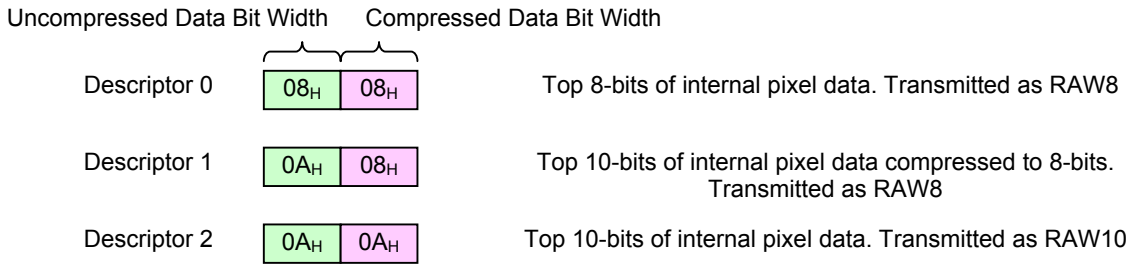 Uncompressed Data Bit Width Compressed Data Bit Width
Descriptor 0 08H 08H Top 8-bits of internal pixel data. Transmitted as RAW8
Descriptor 1 0AH 08H Top 10-bits of internal pixel data compressed to 8-bits.
Transmitted as RAW8
Descriptor 2 0AH 0AH Top 10-bits of internal pixel data. Transmitted as RAW10